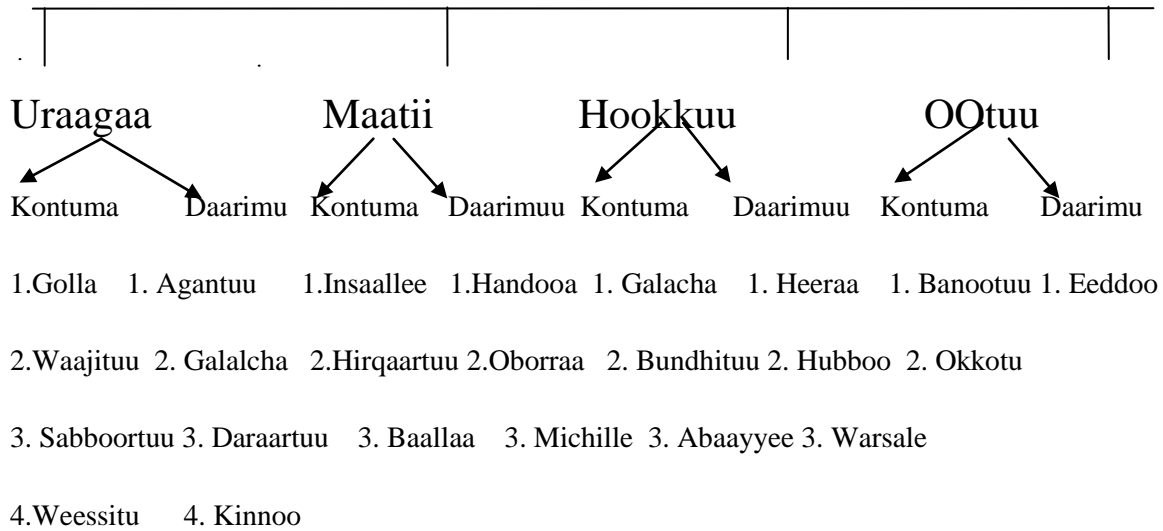 Uraagaa Maatii Hookkuu OOtuu
Kontuma Daarimu Kontuma Daarimuu Kontuma Daarimuu Kontuma Daarimu
1.Golla 1. Agantuu 1.Insaallee 1.Handooa 1. Galacha 1. Heeraa 1. Banootuu 1. Eeddoo
2.Waajituu 2. Galalcha 2.Hirqaartuu 2.Oborraa 2. Bundhituu 2. Hubboo 2. Okkotu
3. Sabboortuu 3. Daraartuu 3. Baallaa 3. Michille 3. Abaayyee 3. Warsale
4.Weessitu 4. Kinnoo